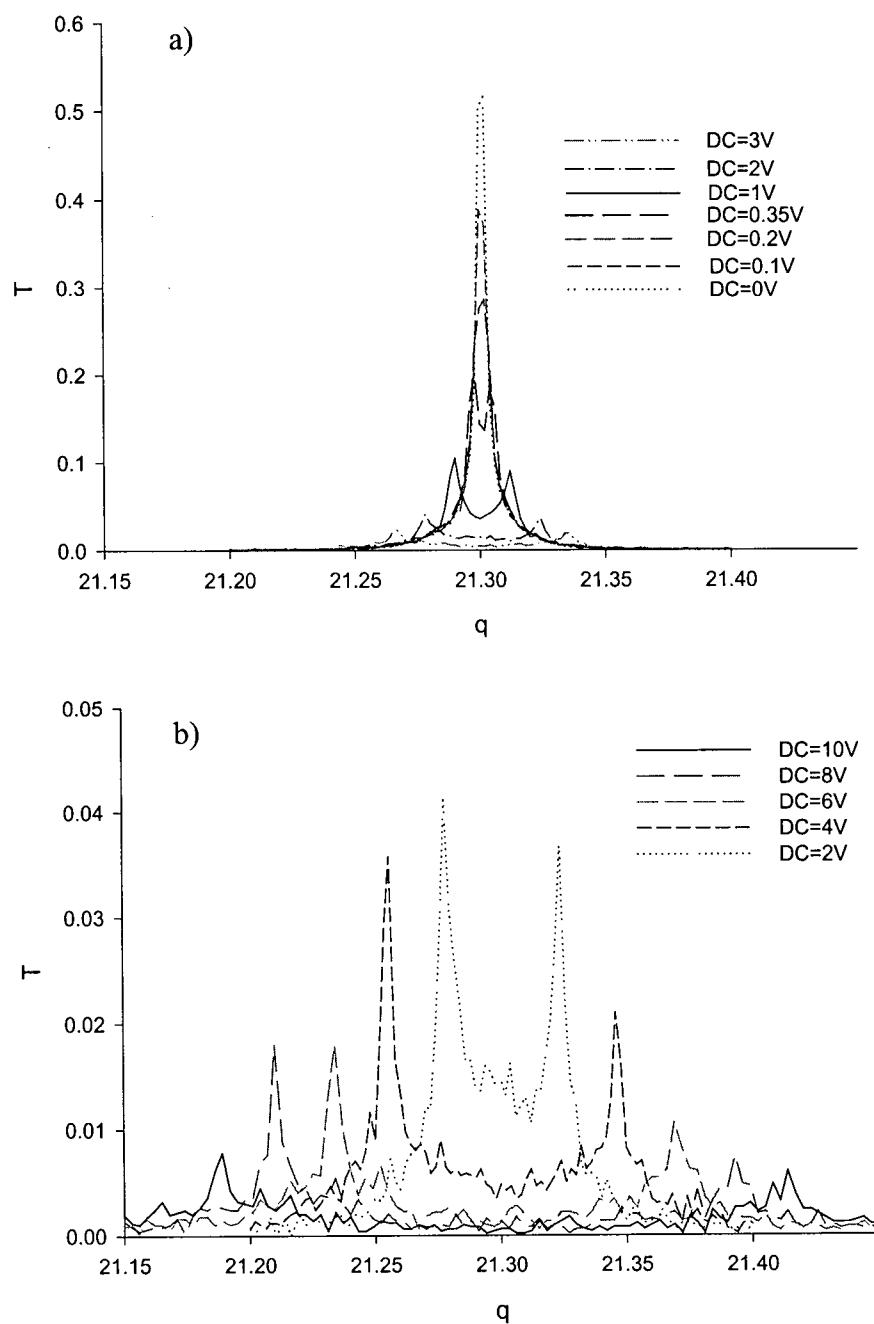 a)
0.6
0.5
0.4
0.3
0.2
0.1
0.0
T
DC=3V
DC=2V
DC=1V
DC=0.35V
DC=0.2V
DC=0.1V
DC=0V
21.15 21.20 21.25 21.30 21.35 21.40
q
b)
0.05
0.04
0.03
0.02
0.01
0.00
T
DC=10V
DC=8V
DC=6V
DC=4V
DC=2V
21.15 21.20 21.25 21.30 21.35 21.40
q